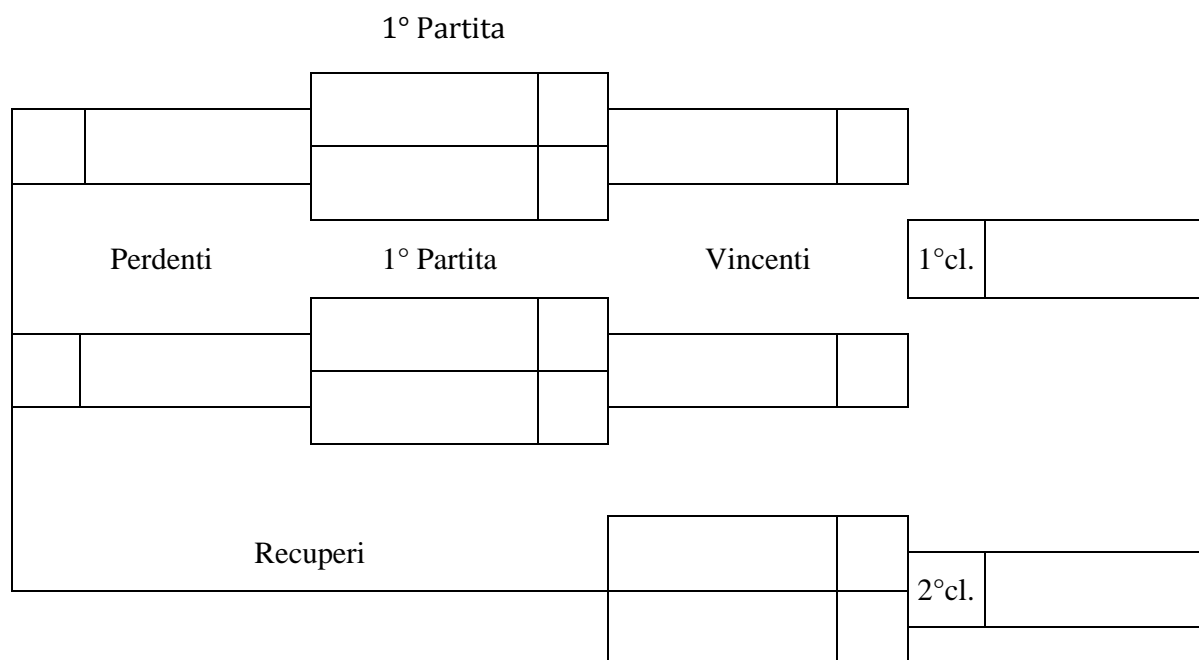 1° Partita
Perdenti
1° Partita
Vincenti
1°cl.
Recuperi
2°cl.